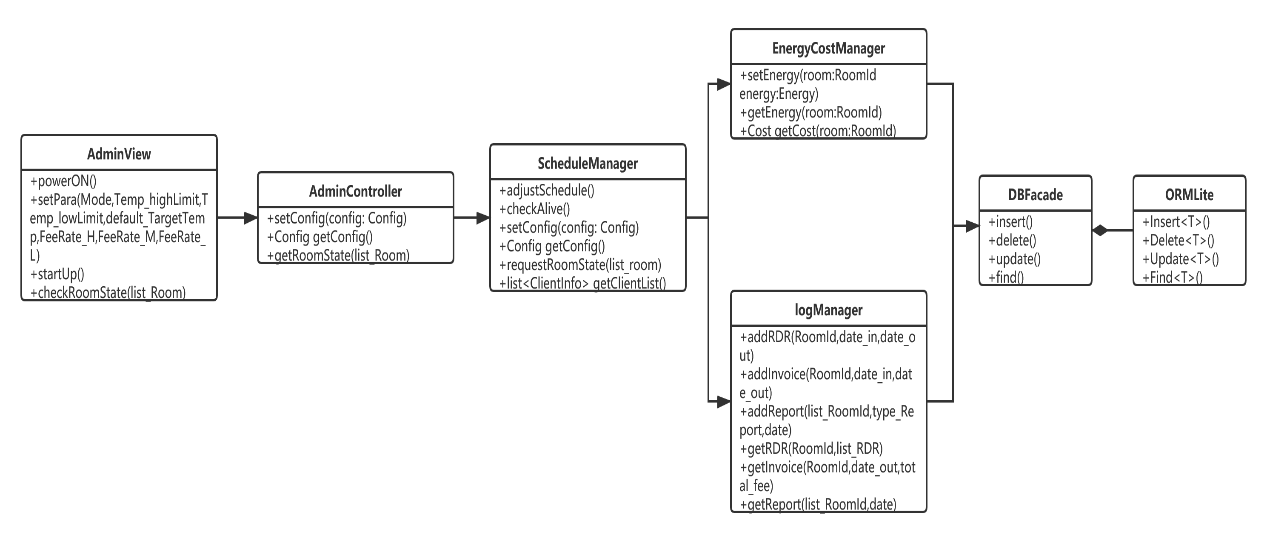 AdminView
+powerON()
+setPara(Mode,Temp_highLimit,T
emp_lowLimit,default_TargetTem
p,FeeRate_H,FeeRate_M,FeeRate_
L)
+startUp()
+checkRoomState(list_Room)
AdminController
+setConfig(config: Config)
+Config getConfig()
+getRoomState(list_Room)
ScheduleManager
+adjustSchedule()
+checkAlive()
+setConfig(config: Config)
+Config getConfig()
+requestRoomState(list_room)
+list<ClientInfo> getClientList()
EnergyCostManager
+setEnergy(room:RoomId
energy:Energy)
+getEnergy(room:RoomId)
+Cost getCost(room:RoomId)
logManager
+addRDR(RoomId,date_in,date_o
ut)
+addInvoice(RoomId,date_in,dat
e_out)
+addReport(list_RoomId,type_Re
port,date)
+getRDR(RoomId,list_RDR)
+getInvoice(RoomId,date_out,tot
al_fee)
+getReport(list_RoomId,date)
DBFacade
+insert()
+delete()
+update()
+find()
ORMLite
+Insert<T>()
+Delete<T>()
+Update<T>()
+Find<T>()